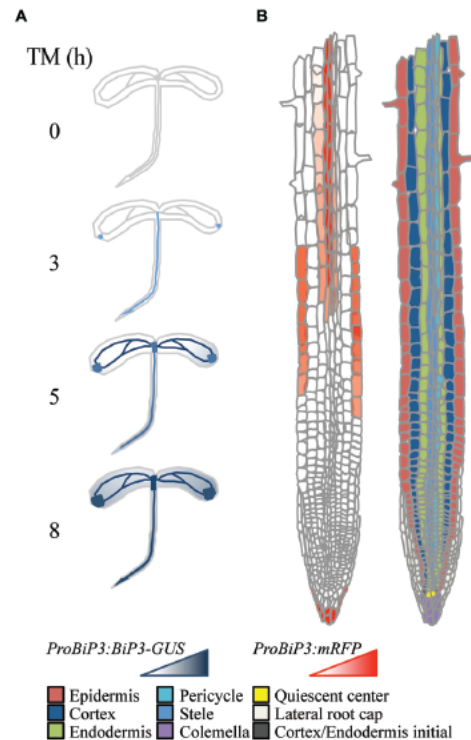 A
B
TM (h)
0
3
5
8
ProBiP3:BiP3-GUS
ProBiP3:mRFP
Epidermis
Pericycle
Quiescent center
Cortex
Stele
Lateral root cap
Endodermis
Colemella
Cortex/Endodermis initial